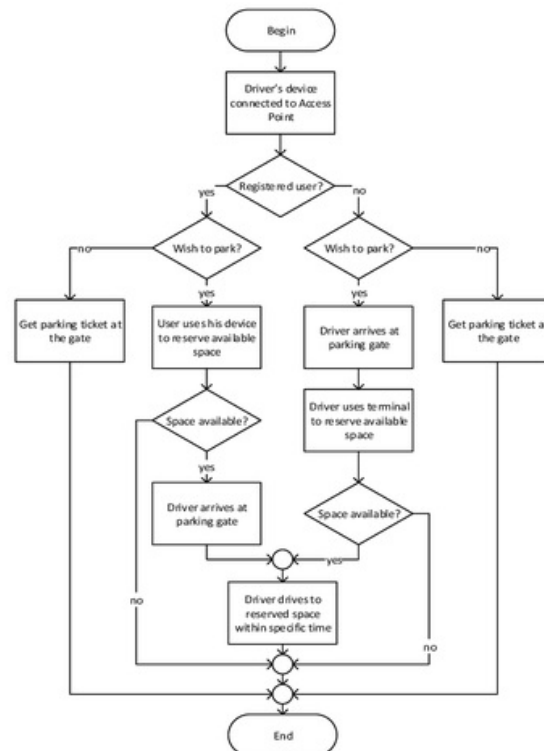 Begin
Driver's device
connected to Access
Point
Registered user?
yes
no
Wish to park?
Wish to park?
no
no
yes
yes
Get parking ticket at
the gate
User uses his device
to reserve available
space
Driver arrives at
parking gate
Get parking ticket at
the gate
Driver uses terminal
to reserve available
space
Space available?
yes
Driver arrives at
parking gate
Space available?
yes
no
Driver drives to
reserved space
within specific time
no
End